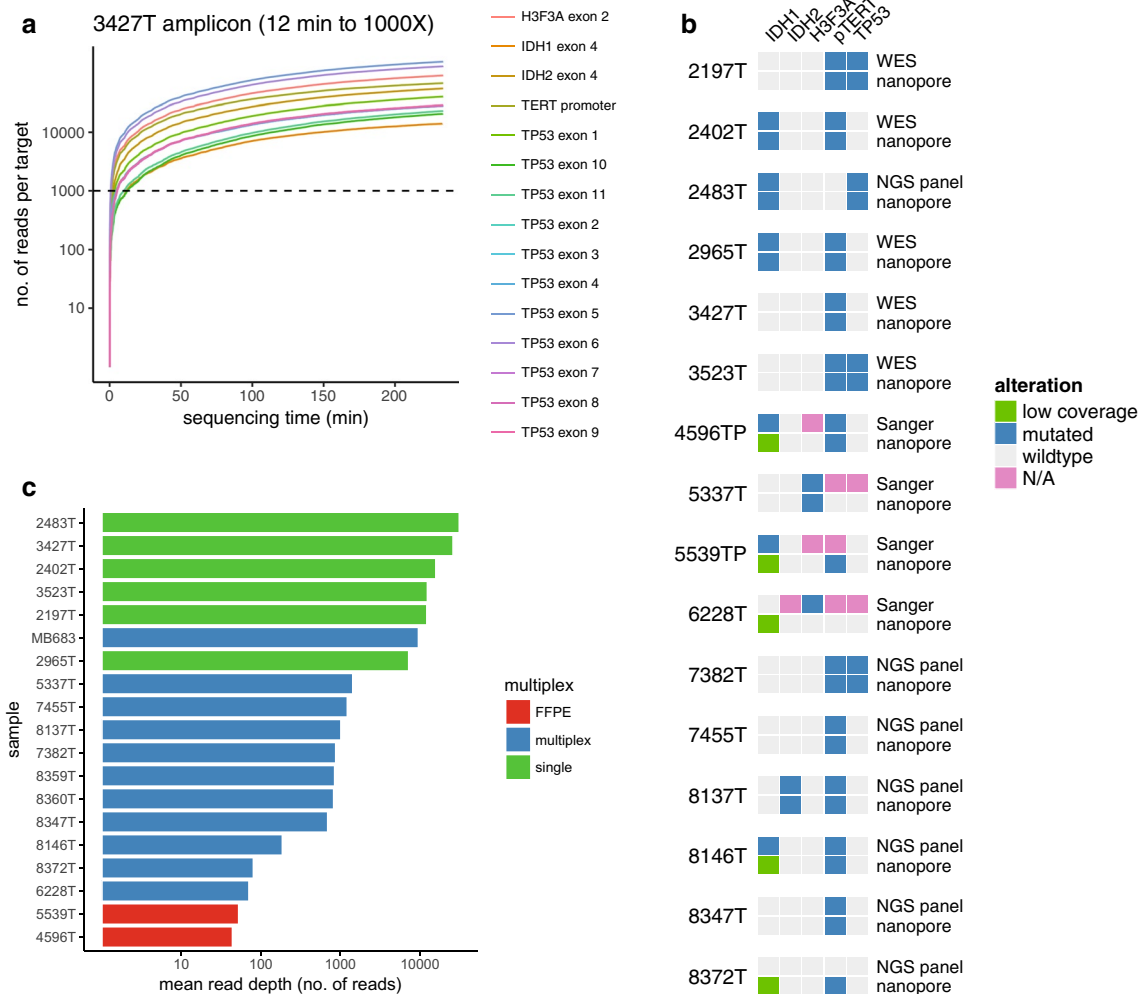 a
3427T amplicon (12 min to 1000X)
no. of reads per target
10000
1000
100
10
0
50
100
150
200
sequencing time (min)
H3F3A exon 2
IDH1 exon 4
IDH2 exon 4
TERT promoter
TP53 exon 1
TP53 exon 10
TP53 exon 11
TP53 exon 2
TP53 exon 3
TP53 exon 4
TP53 exon 5
TP53 exon 6
TP53 exon 7
TP53 exon 8
TP53 exon 9
b
IDH1
IDH2
H3F3A
pTERT
TP53
2197T
WES
nanopore
2402T
WES
nanopore
2483T
NGS panel
nanopore
2965T
WES
nanopore
3427T
WES
nanopore
3523T
WES
nanopore
4596TP
Sanger
nanopore
5337T
Sanger
nanopore
5539TP
Sanger
nanopore
6228T
Sanger
nanopore
7382T
NGS panel
nanopore
7455T
NGS panel
nanopore
8137T
NGS panel
nanopore
8146T
NGS panel
nanopore
8347T
NGS panel
nanopore
8372T
NGS panel
nanopore
alteration
low coverage
mutated
wildtype
N/A
c
sample
2483T
3427T
2402T
3523T
2197T
MB683
2965T
5337T
7455T
8137T
7382T
8359T
8360T
8347T
8146T
8372T
6228T
5539T
4596T
10
100
1000
10000
mean read depth (no. of reads)
multiplex
FFPE
multiplex
single